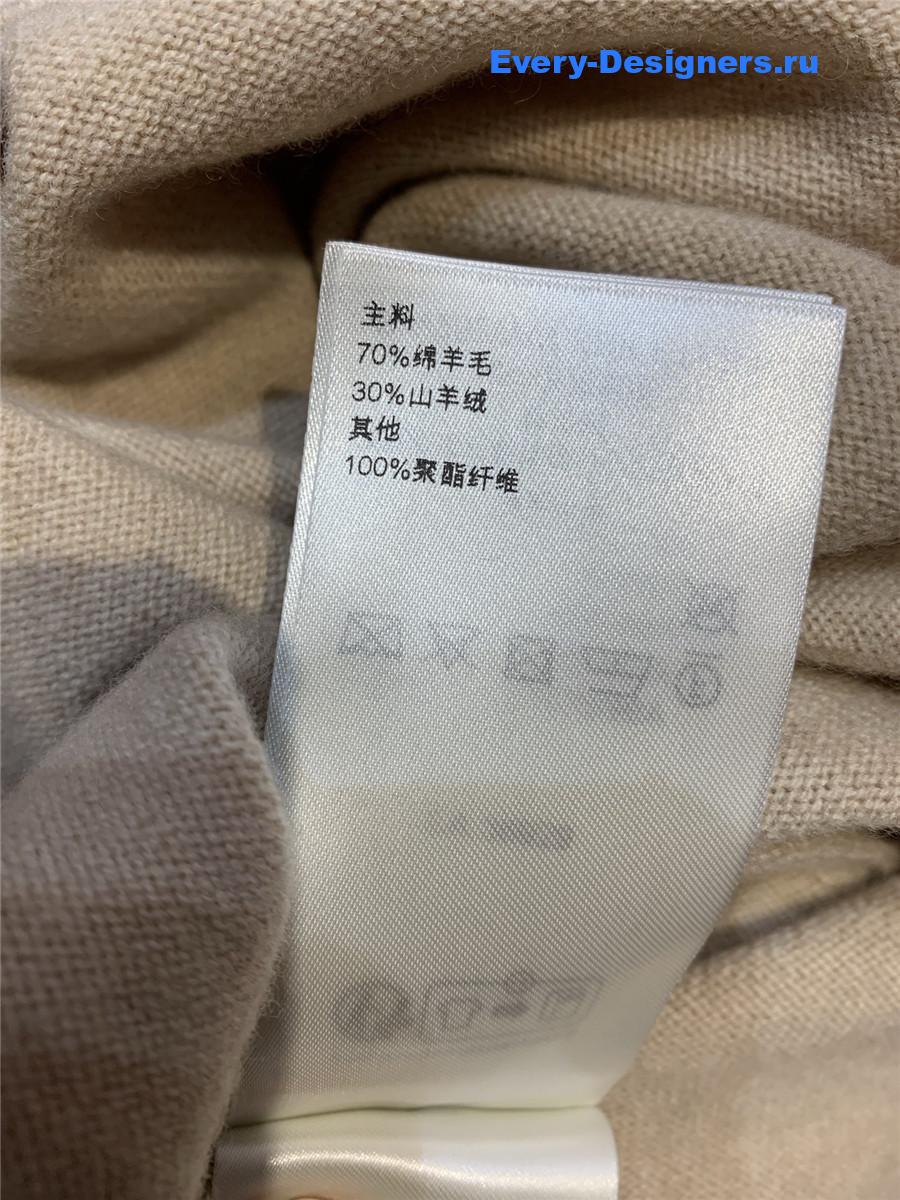 Every-Designers.ru
主料
70%绵羊毛
30%山羊绒
其他
100%聚酯纤维